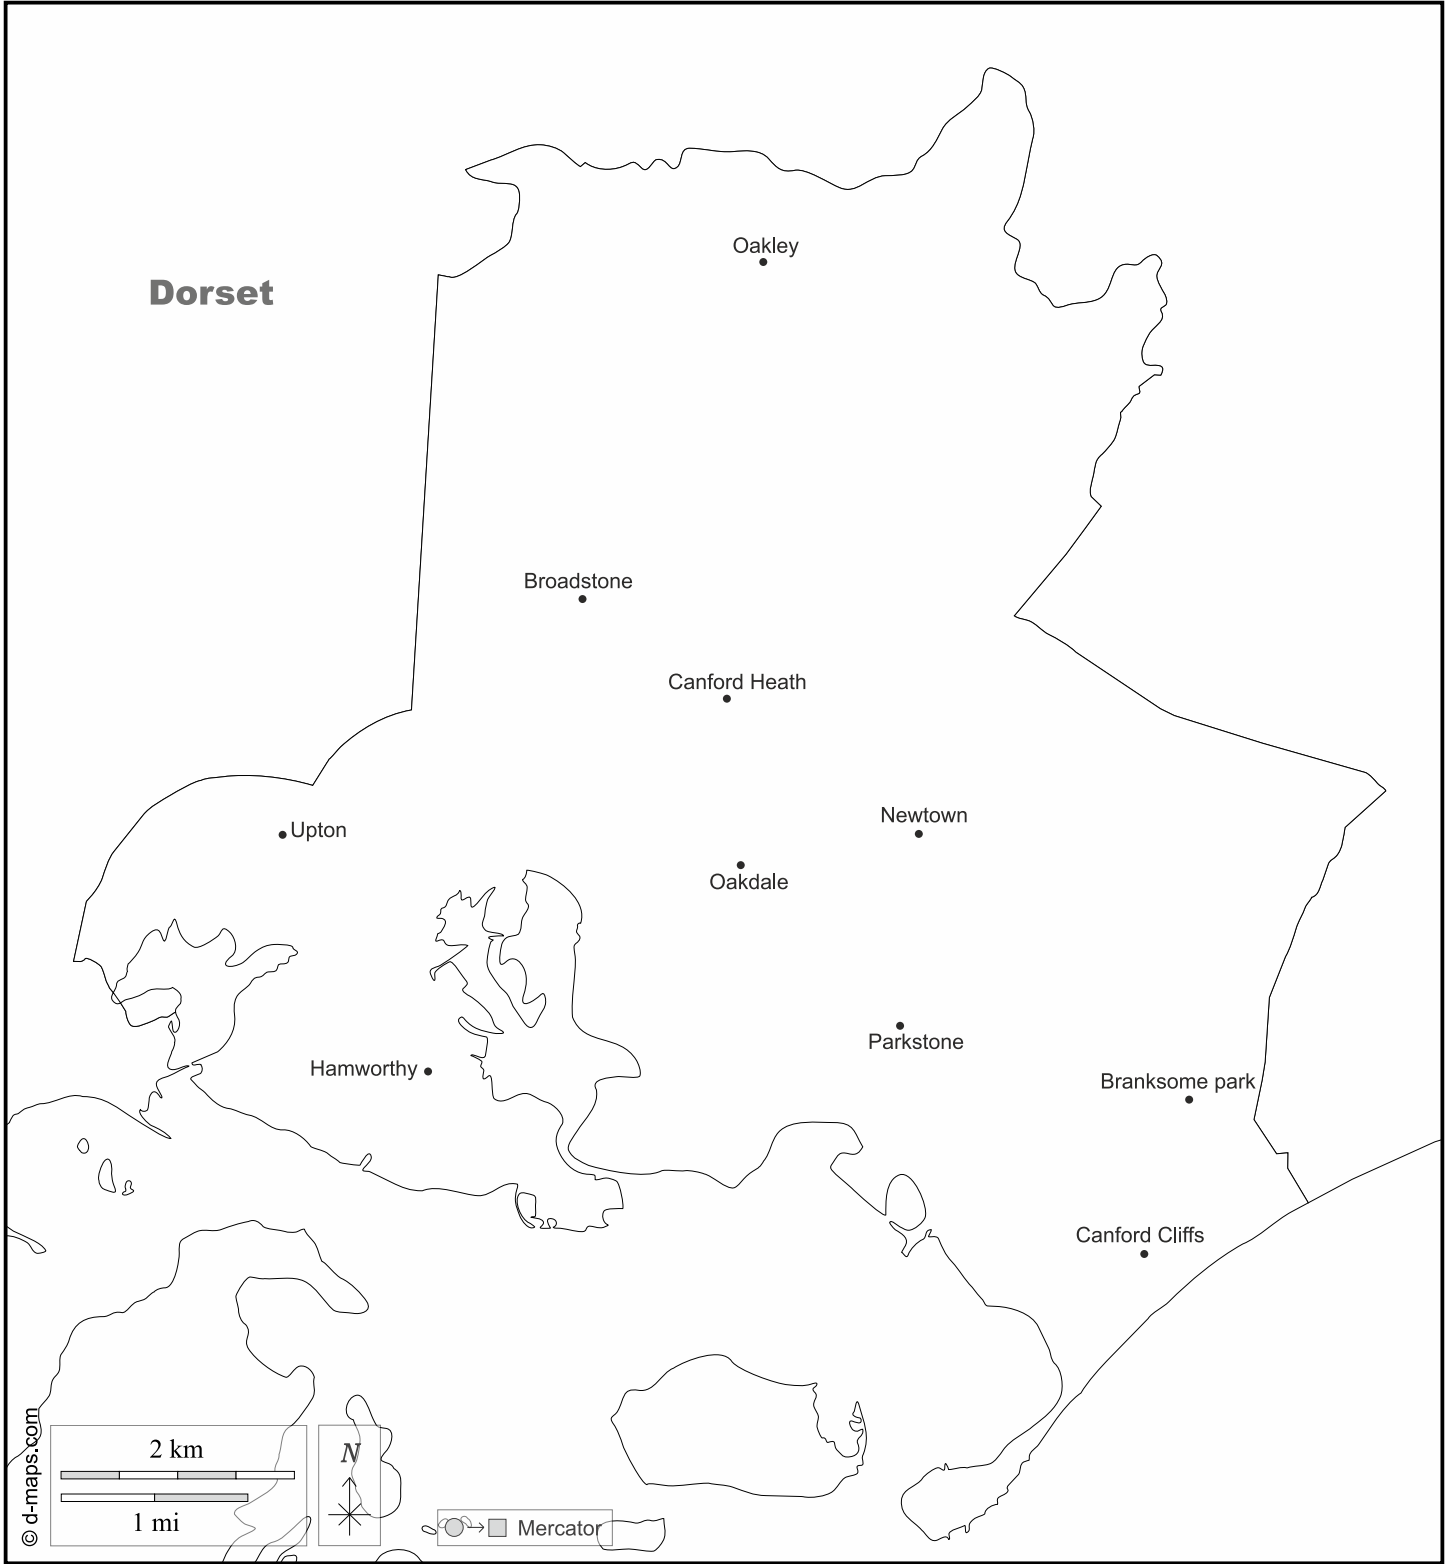 Oakley
Dorset
Broadstone
Canford Heath
Newtown
Upton
Oakdale
Parkstone
Hamworthy
Branksome park
Canford Cliffs
© d-maps.com
2 km
1 mi
N
Mercator